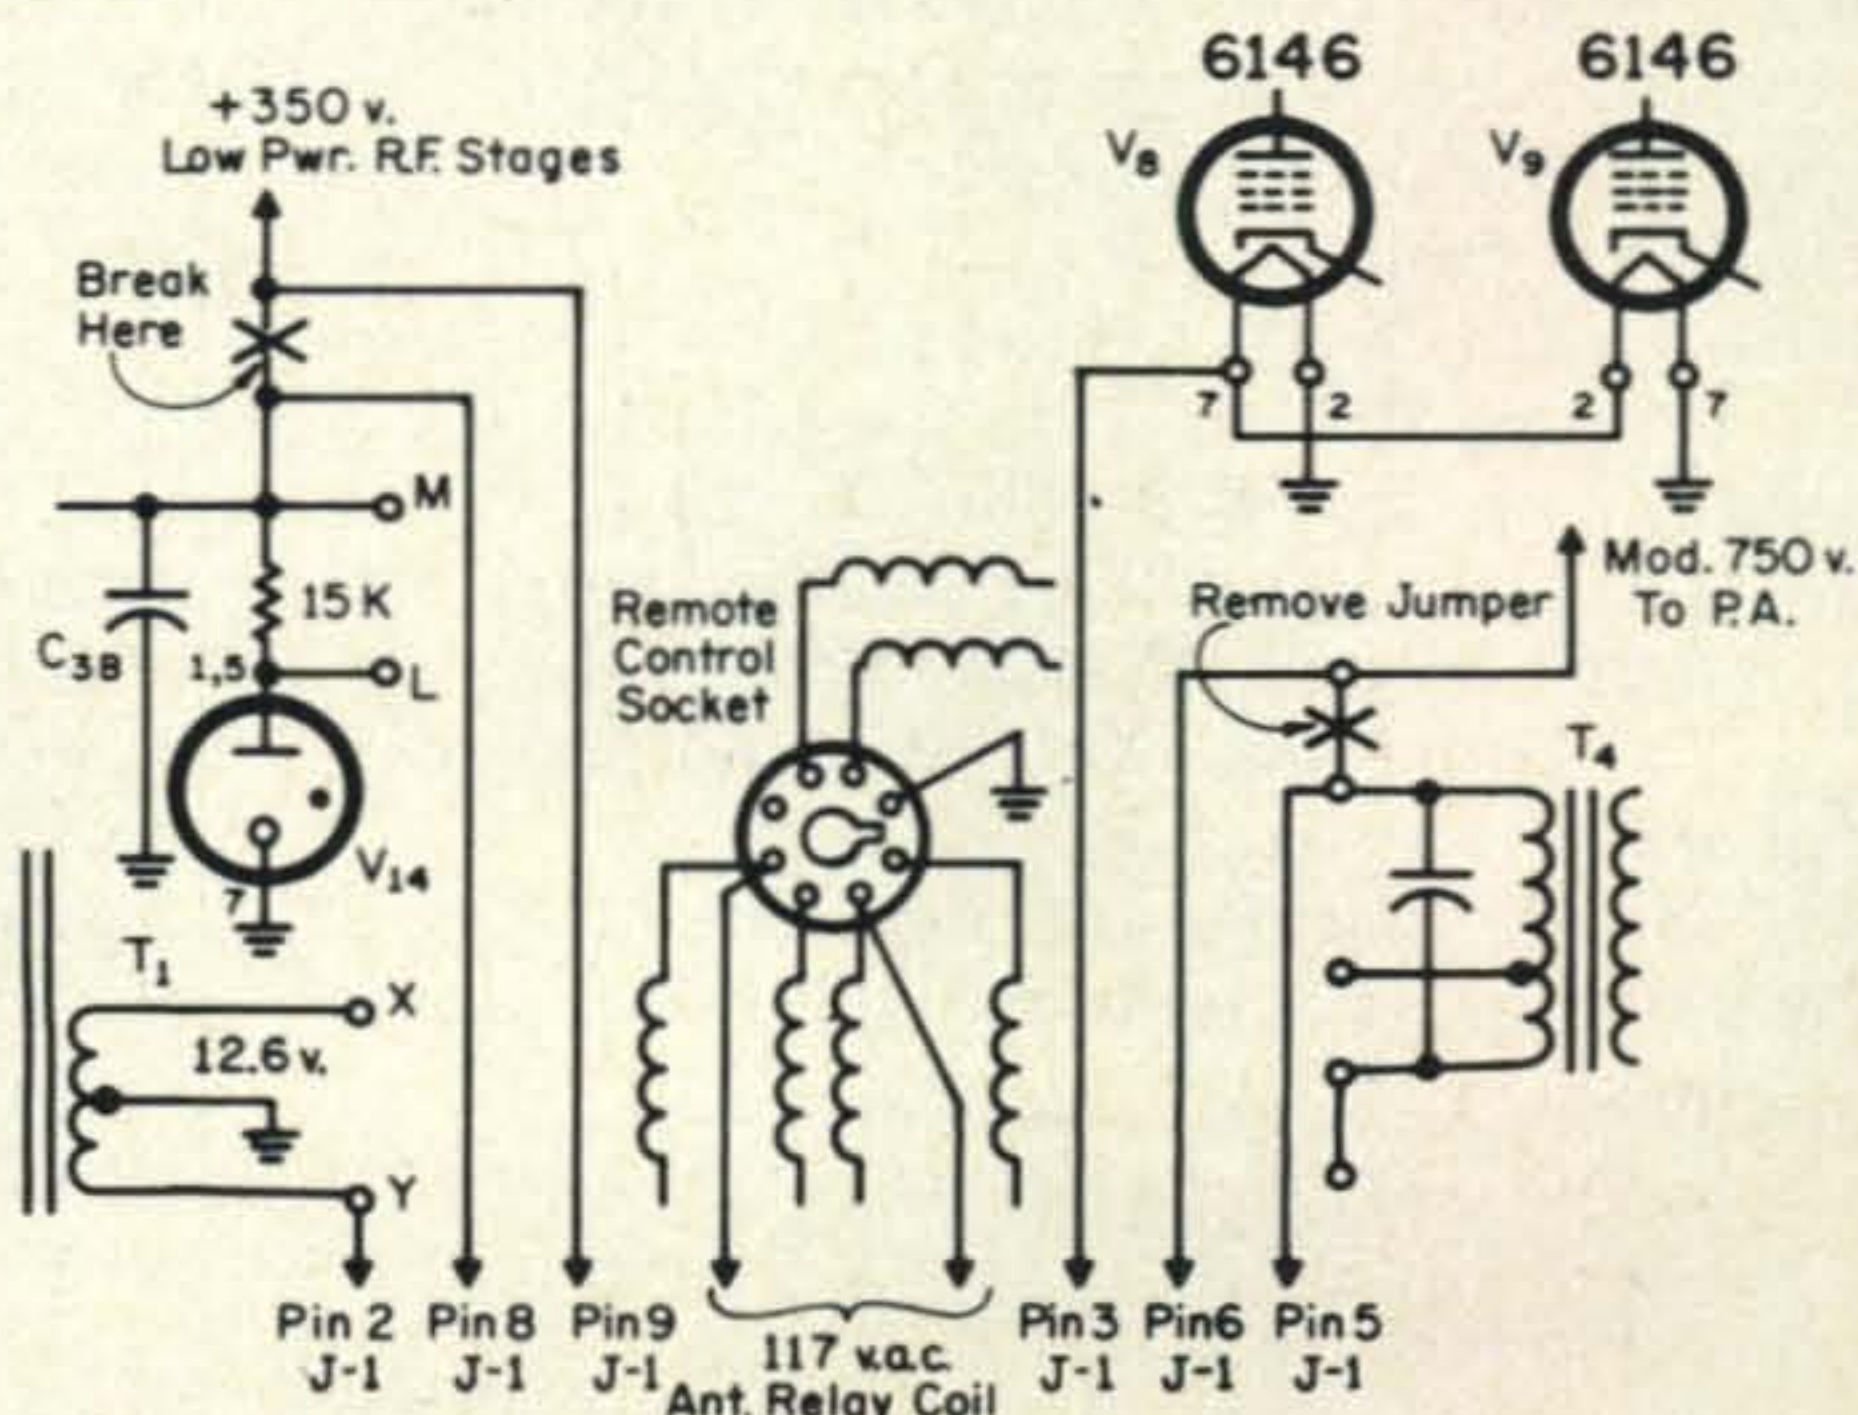 6146
6146
+350 v.
Low Pwr. R.F. Stages
V8
V9
Break
Here
7
2
2
7
M
15 K
C38
1,5
L
Remote
Control
Socket
Remove Jumper
Mod. 750 v.
To P.A.
T4
V14
7
T1
X
12.6 v.
Y
Pin 2
J-1
Pin 8
J-1
Pin 9
J-1
117 v.a.c.
Ant. Relay Coil
Pin 3
J-1
Pin 6
J-1
Pin 5
J-1